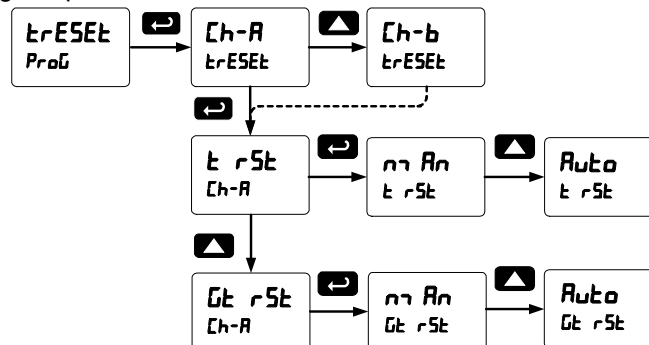 trESEt
ProG
Ch-A
trESEt
Ch-b
trESEt
t rSt
Ch-A
mAn
t rSt
Auto
t rSt
Gt rSt
Ch-A
mAn
Gt rSt
Auto
Gt rSt